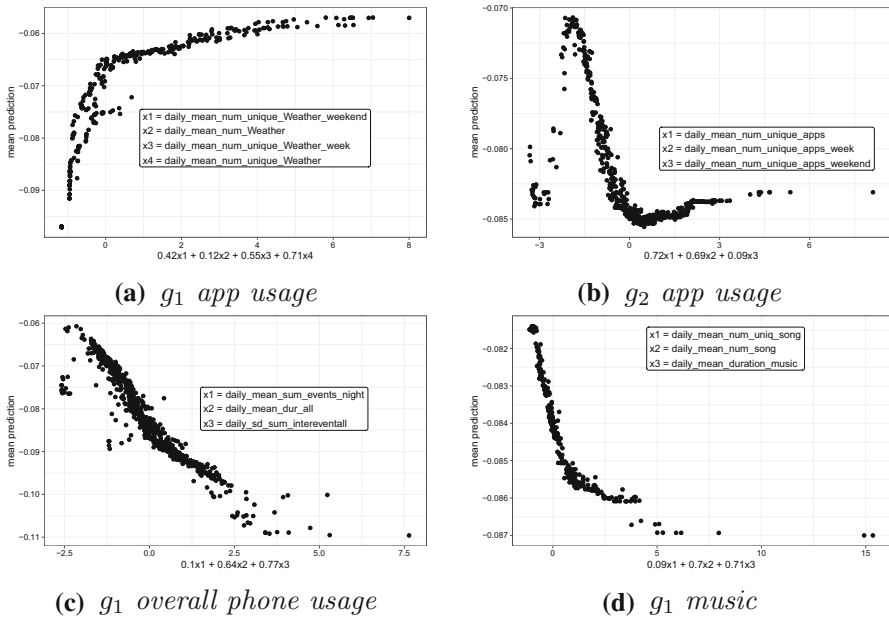 −0.06
−0.07
−0.08
−0.09
mean prediction
x1 = daily_mean_num_unique_Weather_weekend
x2 = daily_mean_num_Weather
x3 = daily_mean_num_unique_Weather_week
x4 = daily_mean_num_unique_Weather
0 2 4 6 8
0.42x1 + 0.12x2 + 0.55x3 + 0.71x4
(a) g1 app usage
−0.070
−0.075
−0.080
−0.085
mean prediction
x1 = daily_mean_num_unique_apps
x2 = daily_mean_num_unique_apps_week
x3 = daily_mean_num_unique_apps_weekend
−3 0 3 6
0.72x1 + 0.69x2 + 0.09x3
(b) g2 app usage
−0.06
−0.07
−0.08
−0.09
−0.10
−0.11
mean prediction
x1 = daily_mean_sum_events_night
x2 = daily_mean_dur_all
x3 = daily_sd_sum_intereventall
−2.5 0.0 2.5 5.0 7.5
0.1x1 + 0.64x2 + 0.77x3
(c) g1 overall phone usage
−0.082
−0.083
−0.084
−0.085
−0.086
−0.087
mean prediction
x1 = daily_mean_num_uniq_song
x2 = daily_mean_num_song
x3 = daily_mean_duration_music
0 5 10 15
0.09x1 + 0.7x2 + 0.71x3
(d) g1 music